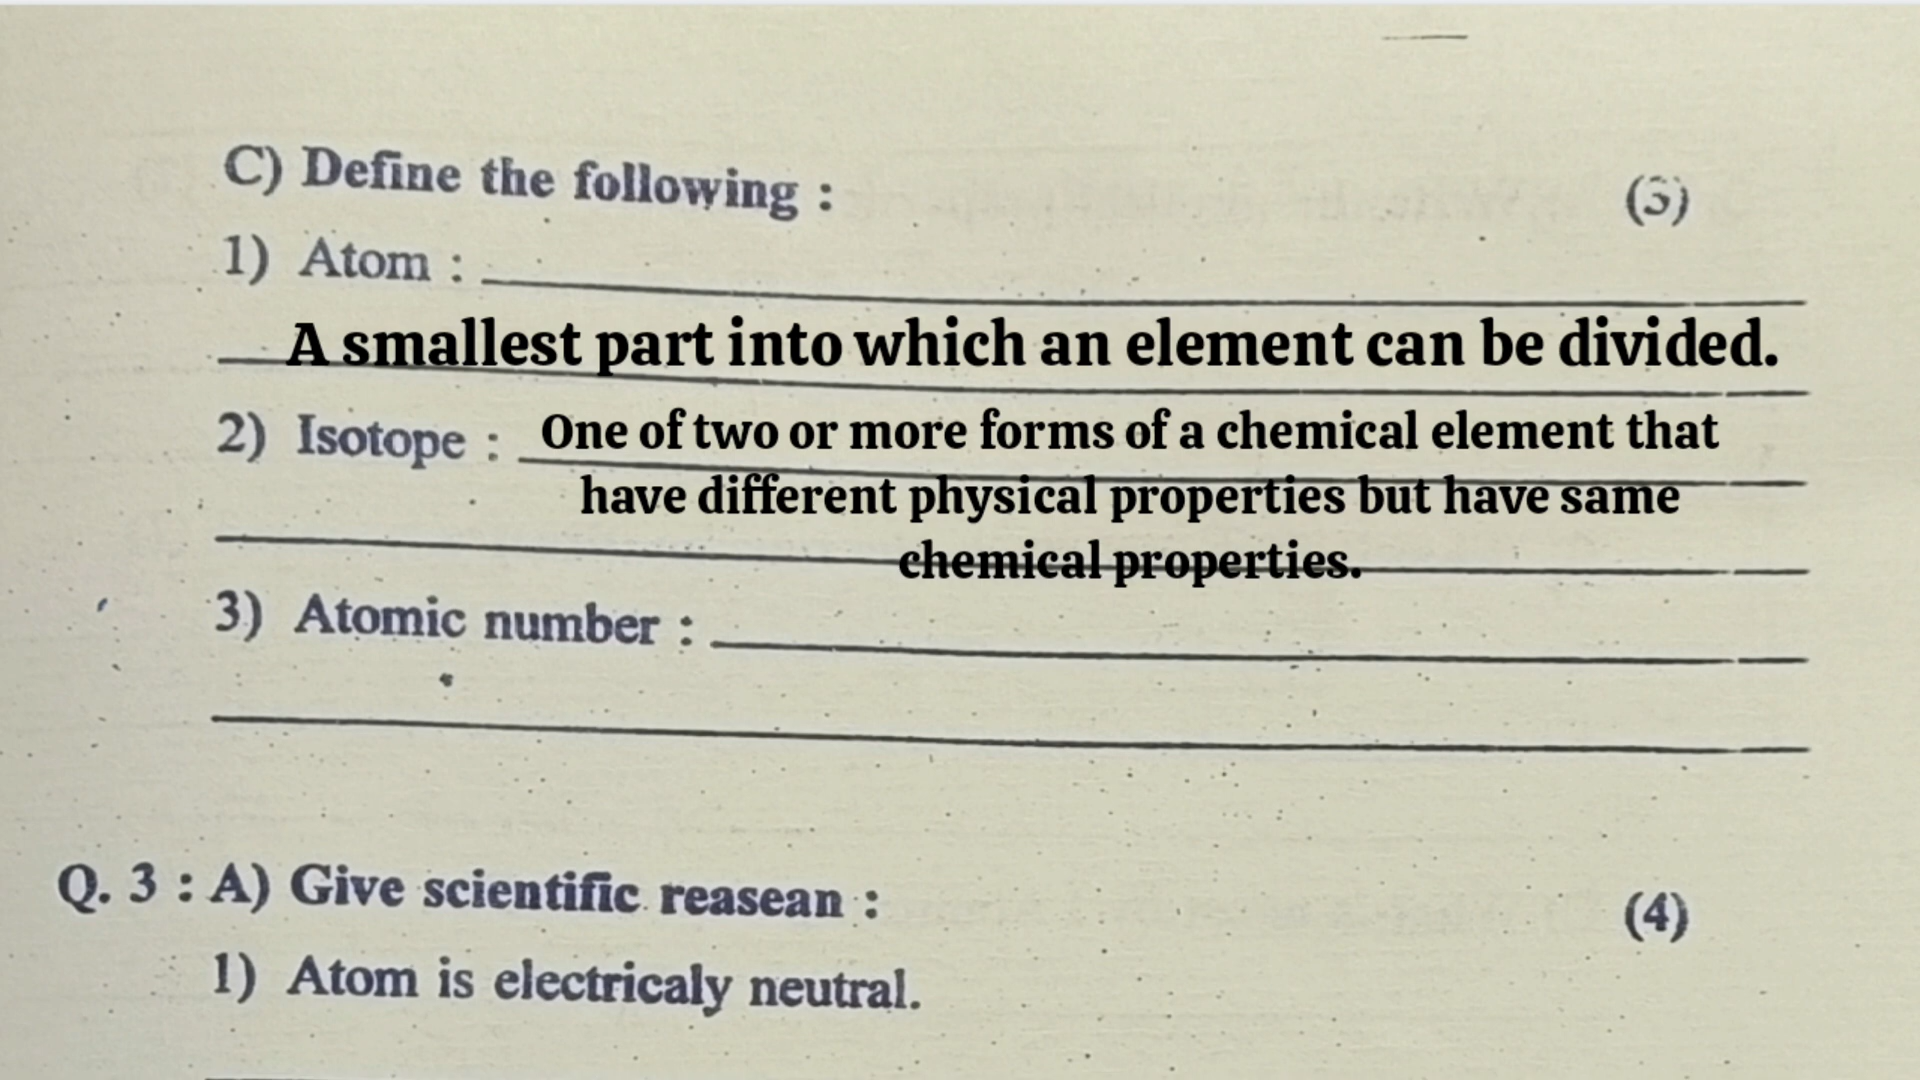 C) Define the following : (3)
1) Atom :
A smallest part into which an element can be divided.
2) Isotope : One of two or more forms of a chemical element that
have different physical properties but have same
chemical properties.
3) Atomic number :
Q. 3 : A) Give scientific reasean : (4)
1) Atom is electricaly neutral.